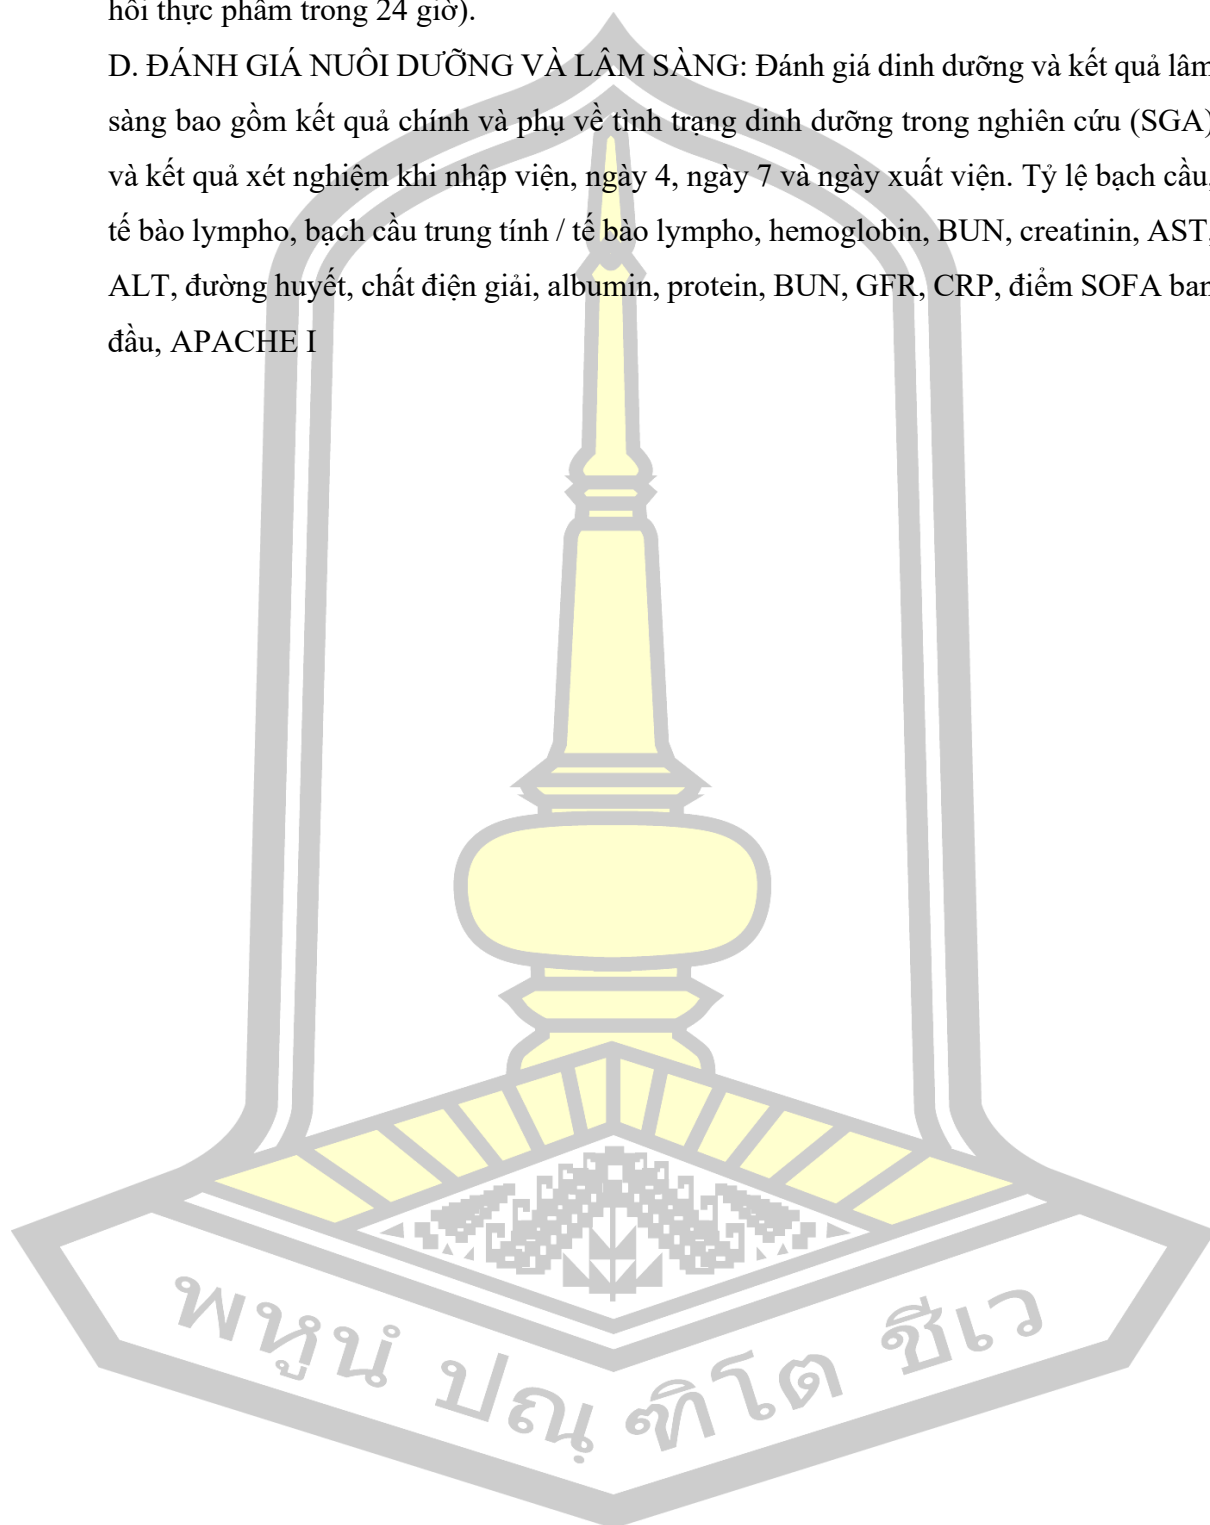 hồi thực phẩm trong 24 giờ).
D. ĐÁNH GIÁ NUÔI DƯỠNG VÀ LÂM SÀNG: Đánh giá dinh dưỡng và kết quả lâm
sàng bao gồm kết quả chính và phụ về tình trạng dinh dưỡng trong nghiên cứu (SGA)
và kết quả xét nghiệm khi nhập viện, ngày 4, ngày 7 và ngày xuất viện. Tỷ lệ bạch cầu,
tế bào lympho, bạch cầu trung tính / tế bào lympho, hemoglobin, BUN, creatinin, AST,
ALT, đường huyết, chất điện giải, albumin, protein, BUN, GFR, CRP, điểm SOFA ban
đầu, APACHE I
พหูนํ ปณฺฑิโต ชีเว